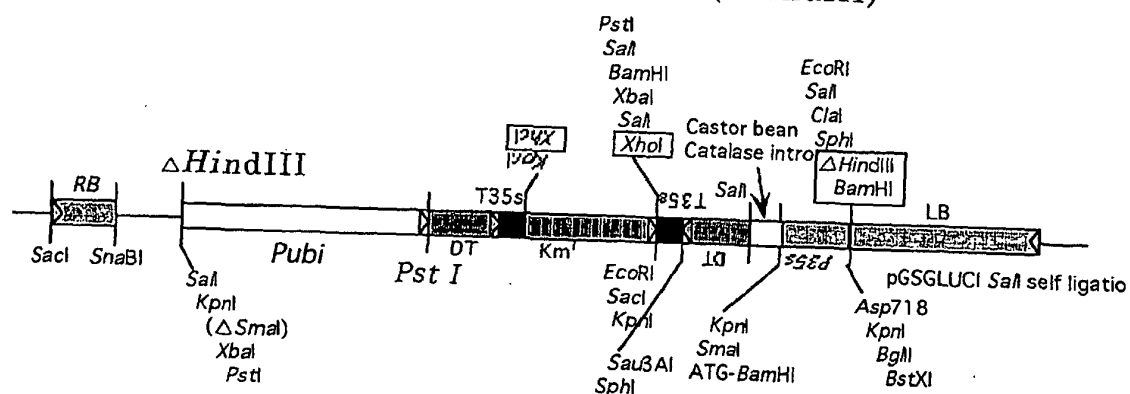 PstI
SalI
BamHI
XbaI
SalI
XhoI
EcoRI
SalI
ClaI
SphI
△HindIII
BamHI
Castor bean
Catalase intro
XhoI
KpnI
△HindIII
RB
T35s
T35s
SalI
LB
SacI
SnaBI
Pubi
Pst I
DT
Kmr
DT
P35s
pGSGLUCI SalI self ligatio
SalI
KpnI
(△SmaI)
XbaI
PstI
EcoRI
SacI
KpnI
Sau3AI
SphI
KpnI
SmaI
ATG-BamHI
Asp718
KpnI
BglII
BstXI